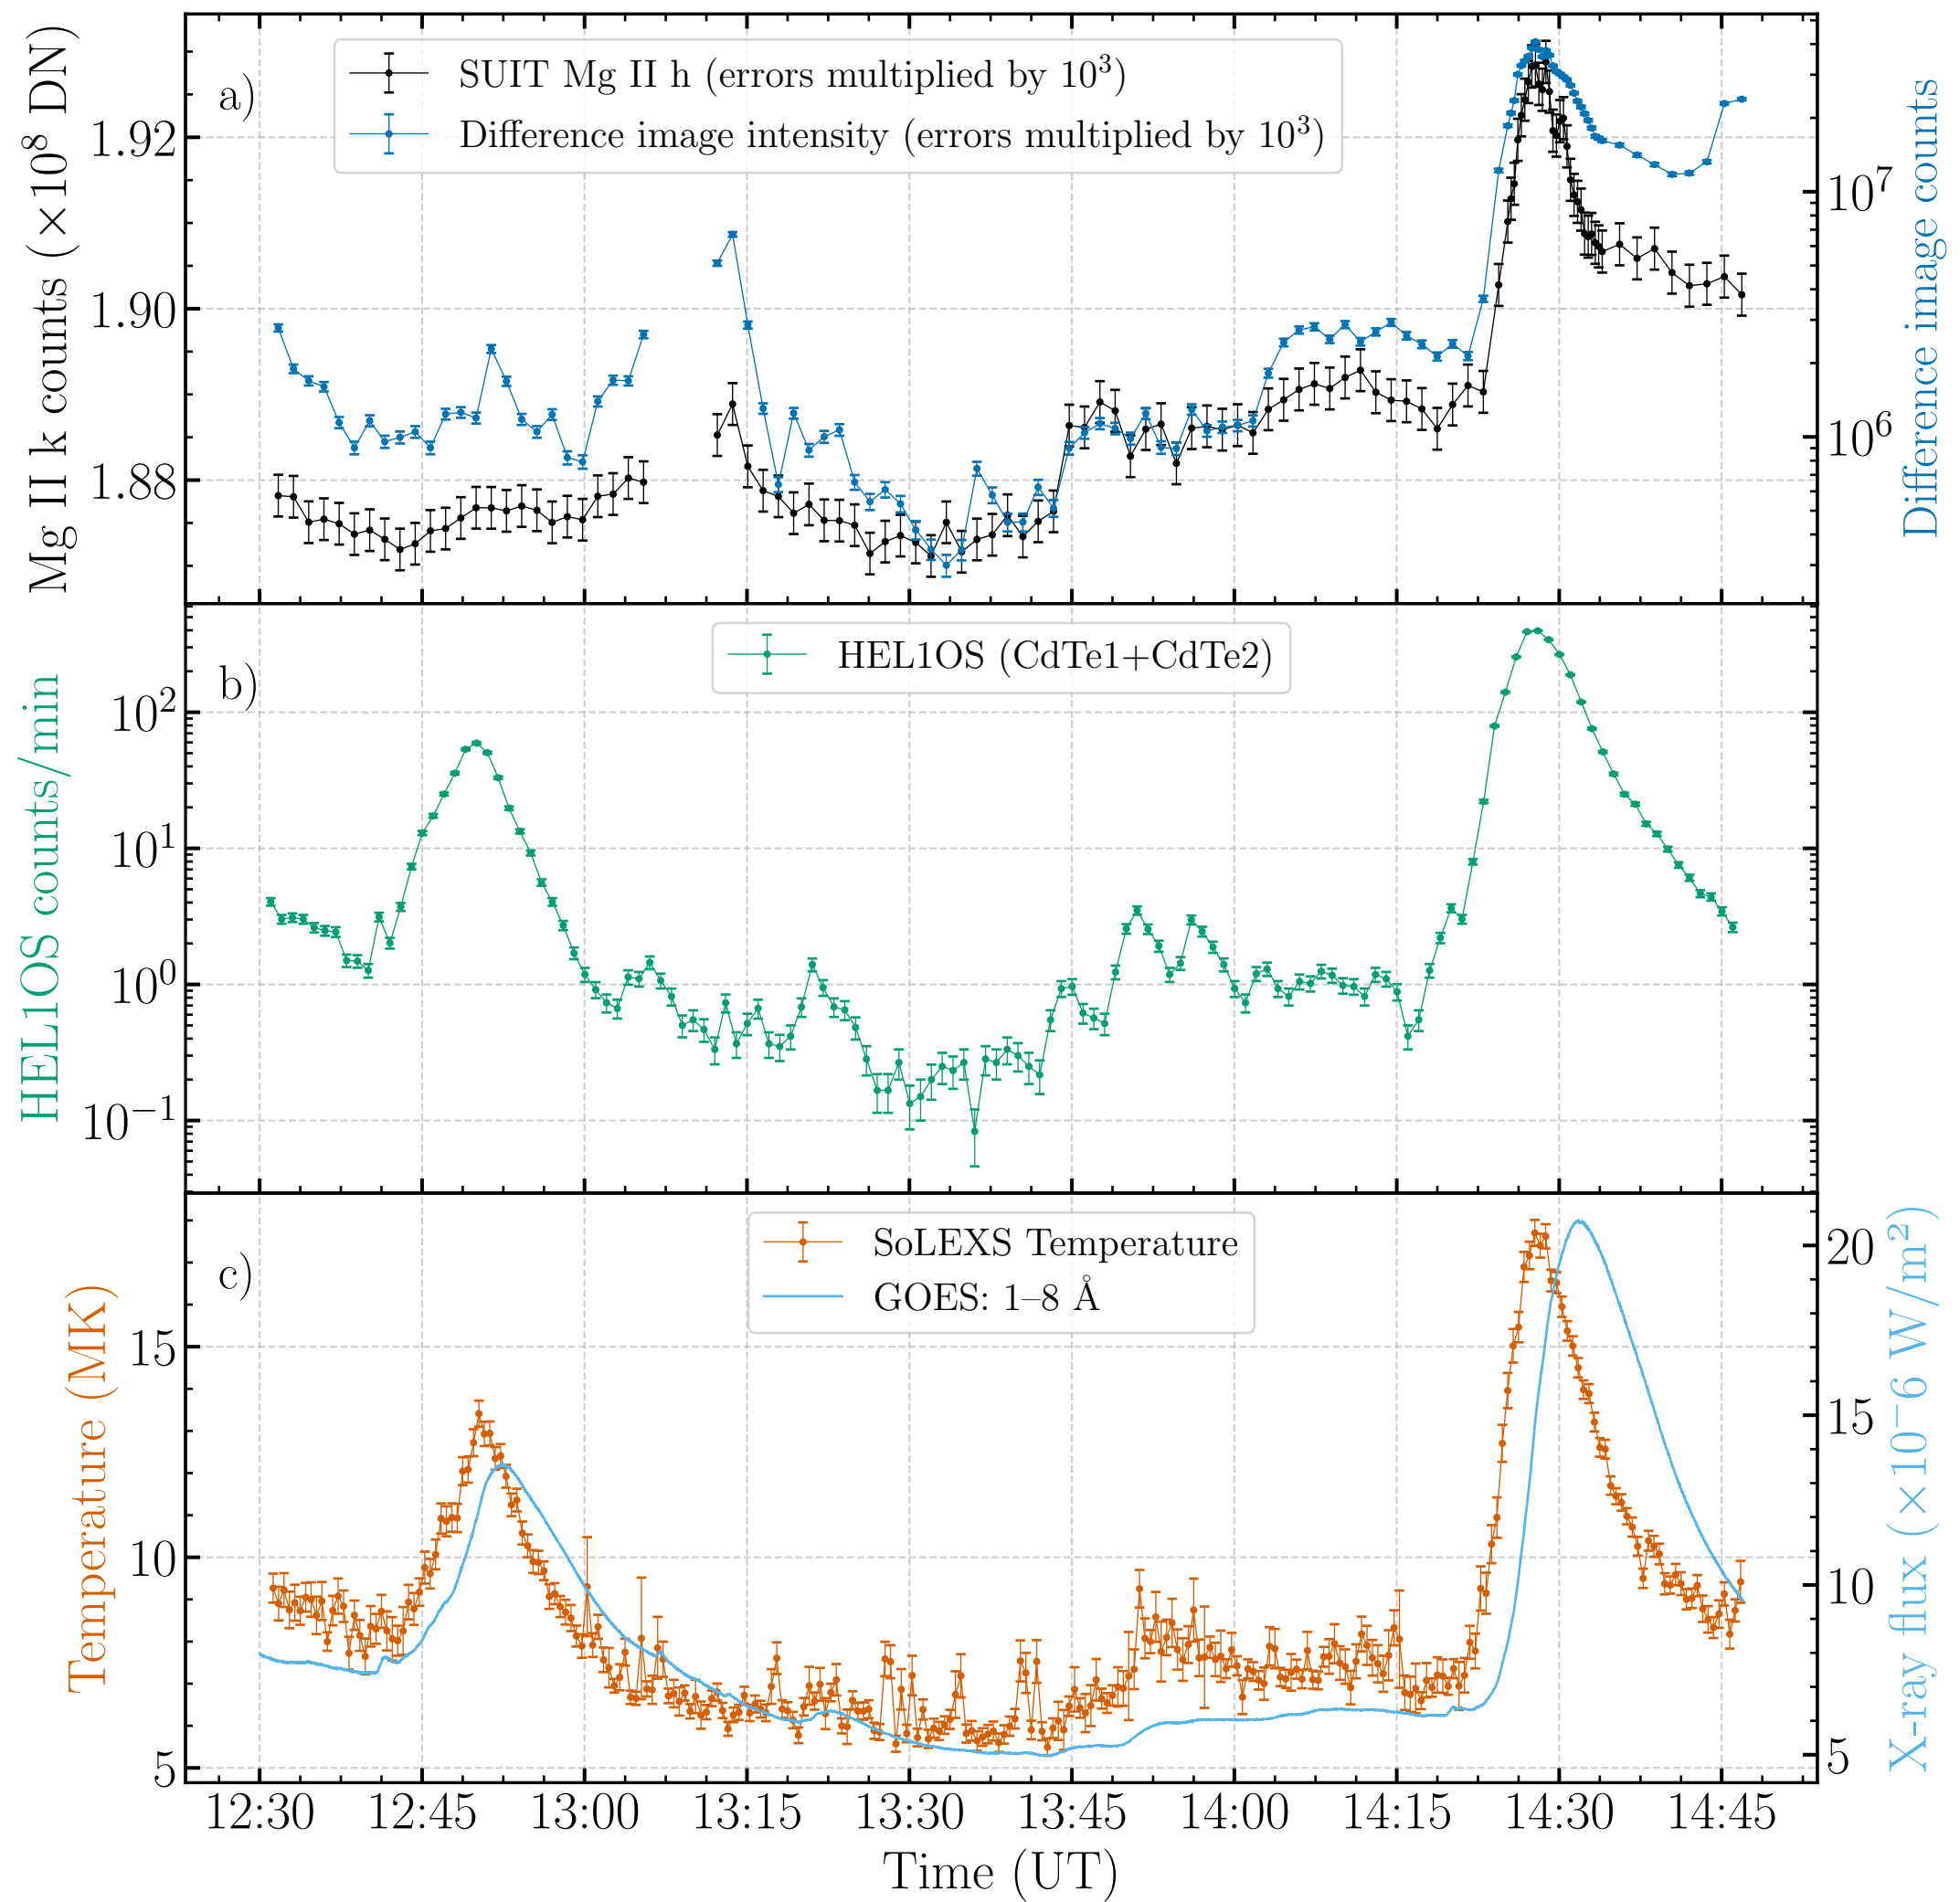 a)
SUIT Mg II h (errors multiplied by 10³)
Difference image intensity (errors multiplied by 10³)
Mg II k counts (×10⁸ DN)
1.92
1.90
1.88
10⁷
10⁶
Difference image counts
b)
HEL1OS (CdTe1+CdTe2)
HEL1OS counts/min
10²
10¹
10⁰
10⁻¹
c)
SoLEXS Temperature
GOES: 1–8 Å
Temperature (MK)
15
10
5
20
15
10
5
X-ray flux (×10⁻6 W/m²)
12:30 12:45 13:00 13:15 13:30 13:45 14:00 14:15 14:30 14:45
Time (UT)